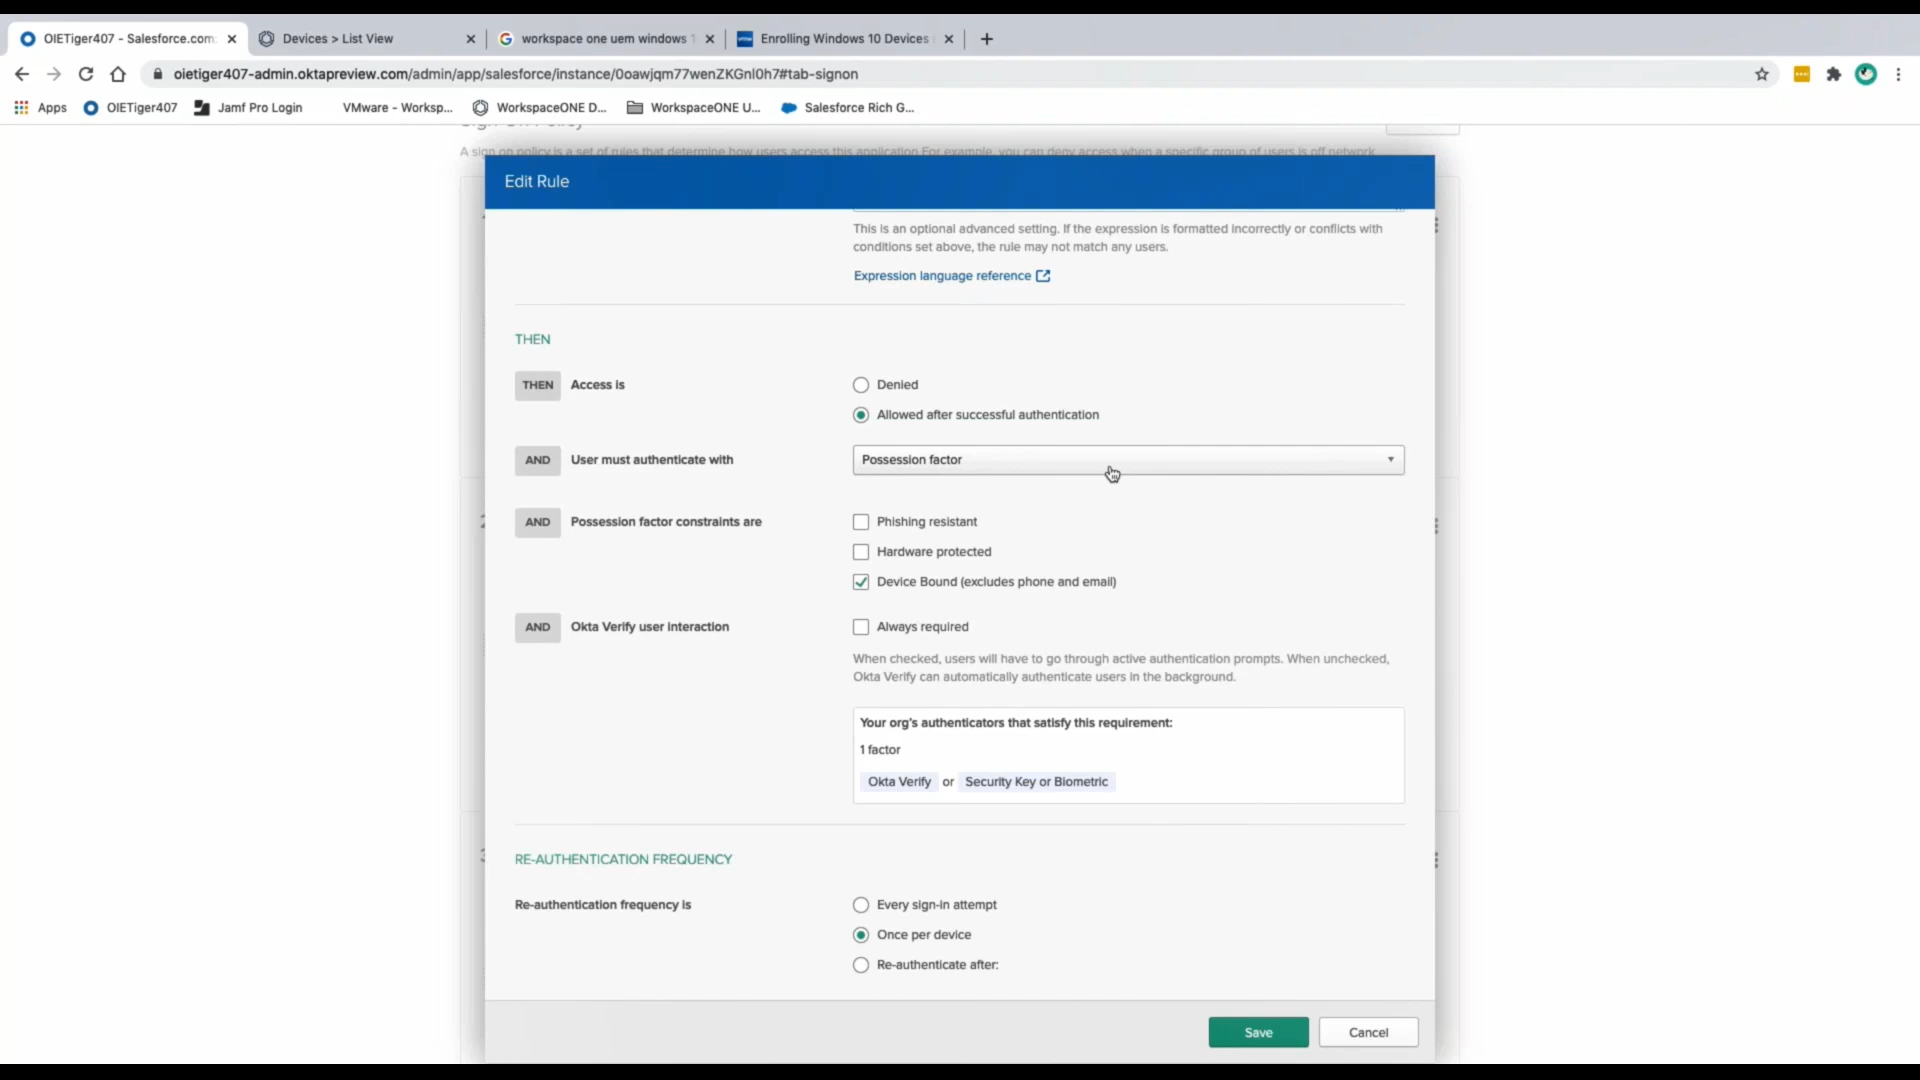 OIETiger407 - Salesforce.com:
Devices > List View
workspace one uem windows 1
Enrolling Windows 10 Devices
oietiger407-admin.oktapreview.com/admin/app/salesforce/instance/0oawjqm77wenZKGnl0h7#tab-signon
Apps
OIETiger407
Jamf Pro Login
VMware - Worksp...
WorkspaceONE D...
WorkspaceONE U...
Salesforce Rich G...
A sign on policy is a set of rules that determine how users access this application For example, you can deny access when a specific group of users is off network
Edit Rule
This is an optional advanced setting. If the expression is formatted incorrectly or conflicts with
conditions set above, the rule may not match any users.
Expression language reference
THEN
THEN Access is
Denied
Allowed after successful authentication
AND User must authenticate with
Possession factor
AND Possession factor constraints are
Phishing resistant
Hardware protected
Device Bound (excludes phone and email)
AND Okta Verify user interaction
Always required
When checked, users will have to go through active authentication prompts. When unchecked,
Okta Verify can automatically authenticate users in the background.
Your org's authenticators that satisfy this requirement:
1 factor
Okta Verify or Security Key or Biometric
RE-AUTHENTICATION FREQUENCY
Re-authentication frequency is
Every sign-in attempt
Once per device
Re-authenticate after:
Save
Cancel